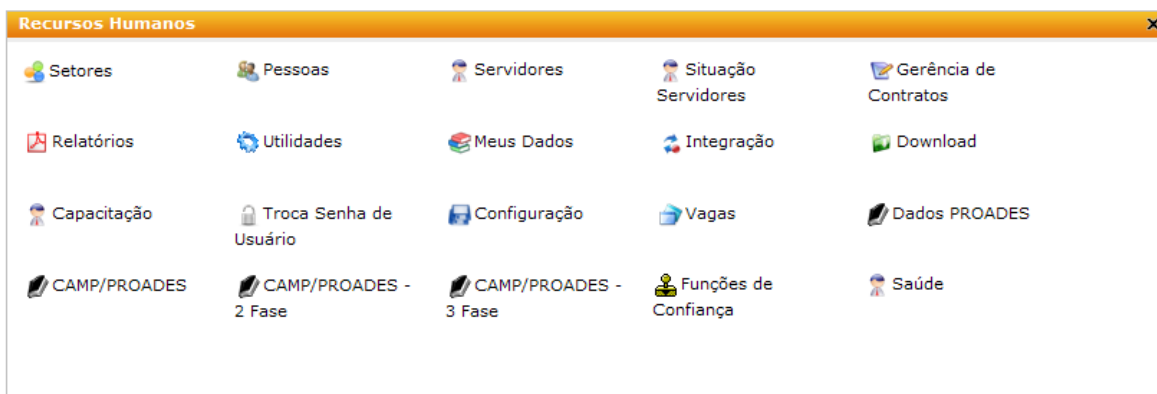 Recursos Humanos
Setores
Pessoas
Servidores
Situação
Servidores
Gerência de
Contratos
Relatórios
Utilidades
Meus Dados
Integração
Download
Capacitação
Troca Senha de
Usuário
Configuração
Vagas
Dados PROADES
CAMP/PROADES
CAMP/PROADES -
2 Fase
CAMP/PROADES -
3 Fase
Funções de
Confiança
Saúde